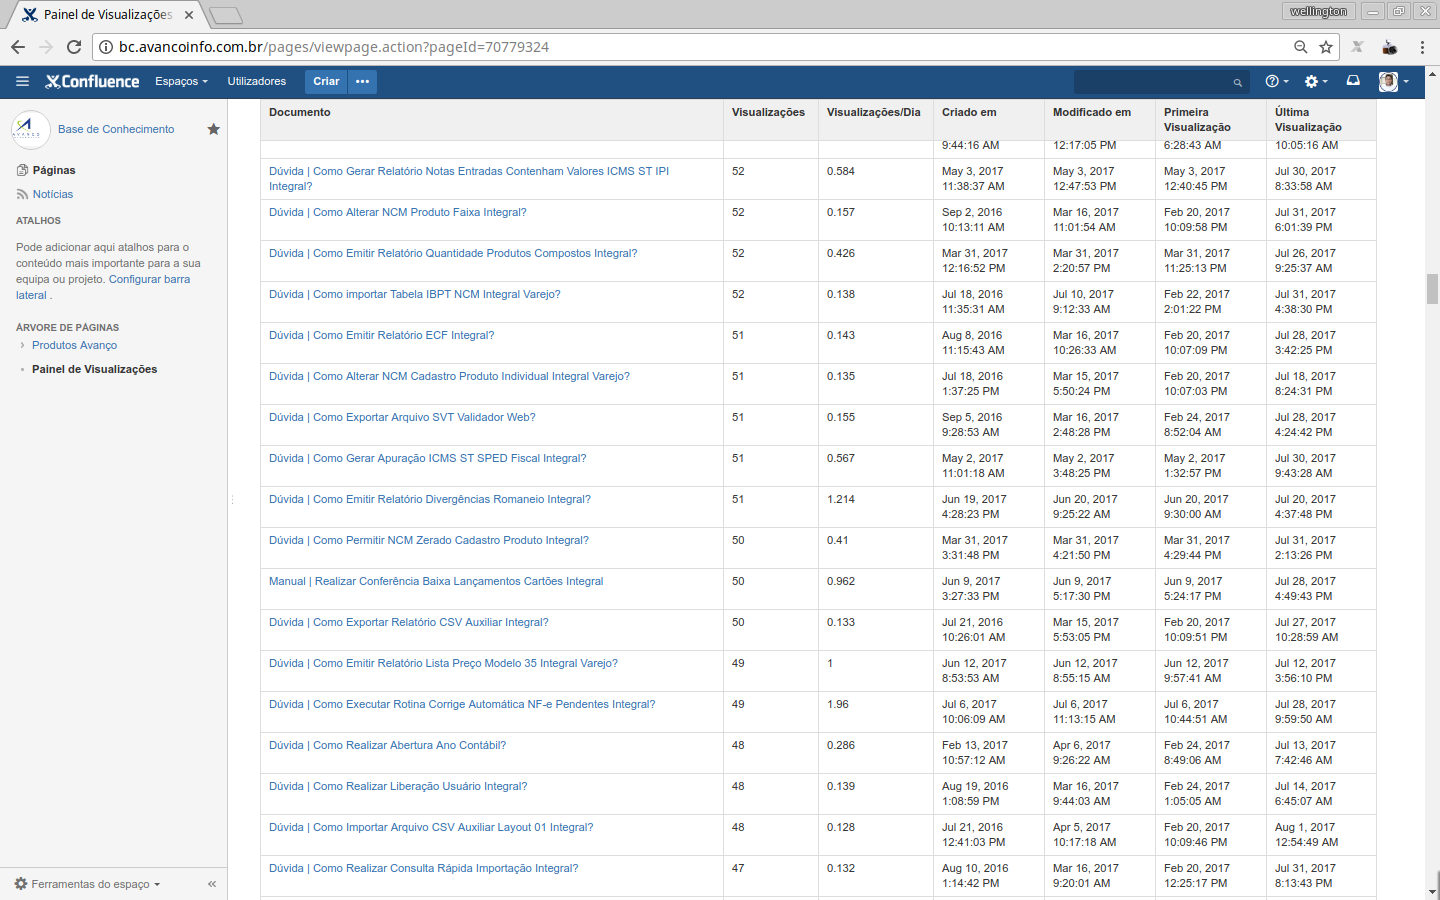 Painel de Visualizações
wellington
bc.avancoinfo.com.br/pages/viewpage.action?pageId=70779324
Confluence
Espaços
Utilizadores
Criar
•••
Base de Conhecimento
Páginas
Notícias
ATALHOS
Pode adicionar aqui atalhos para o
conteúdo mais importante para a sua
equipa ou projeto. Configurar barra
lateral .
ÁRVORE DE PÁGINAS
Produtos Avanço
Painel de Visualizações
Ferramentas do espaço
Documento Visualizações Visualizações/Dia Criado em Modificado em Primeira Última
Visualização Visualização
9:44:16 AM 12:17:05 PM 6:28:43 AM 10:05:16 AM
Dúvida | Como Gerar Relatório Notas Entradas Contenham Valores ICMS ST IPI 52 0.584 May 3, 2017 May 3, 2017 May 3, 2017 Jul 30, 2017
Integral? 11:38:37 AM 12:47:53 PM 12:40:45 PM 8:33:58 AM
Dúvida | Como Alterar NCM Produto Faixa Integral? 52 0.157 Sep 2, 2016 Mar 16, 2017 Feb 20, 2017 Jul 31, 2017
10:13:11 AM 11:01:54 AM 10:09:58 PM 6:01:39 PM
Dúvida | Como Emitir Relatório Quantidade Produtos Compostos Integral? 52 0.426 Mar 31, 2017 Mar 31, 2017 Mar 31, 2017 Jul 26, 2017
12:16:52 PM 2:20:57 PM 11:25:13 PM 9:25:37 AM
Dúvida | Como importar Tabela IBPT NCM Integral Varejo? 52 0.138 Jul 18, 2016 Jul 10, 2017 Feb 22, 2017 Jul 31, 2017
11:35:31 AM 9:12:33 AM 2:01:22 PM 4:38:30 PM
Dúvida | Como Emitir Relatório ECF Integral? 51 0.143 Aug 8, 2016 Mar 16, 2017 Feb 20, 2017 Jul 28, 2017
11:15:43 AM 10:26:33 AM 10:07:09 PM 3:42:25 PM
Dúvida | Como Alterar NCM Cadastro Produto Individual Integral Varejo? 51 0.135 Jul 18, 2016 Mar 15, 2017 Feb 20, 2017 Jul 18, 2017
1:37:25 PM 5:50:24 PM 10:07:03 PM 8:24:31 PM
Dúvida | Como Exportar Arquivo SVT Validador Web? 51 0.155 Sep 5, 2016 Mar 16, 2017 Feb 24, 2017 Jul 28, 2017
9:28:53 AM 2:48:28 PM 8:52:04 AM 4:24:42 PM
Dúvida | Como Gerar Apuração ICMS ST SPED Fiscal Integral? 51 0.567 May 2, 2017 May 2, 2017 May 2, 2017 Jul 30, 2017
11:01:18 AM 3:48:25 PM 1:32:57 PM 9:43:28 AM
Dúvida | Como Emitir Relatório Divergências Romaneio Integral? 51 1.214 Jun 19, 2017 Jun 20, 2017 Jun 20, 2017 Jul 20, 2017
4:28:23 PM 9:25:22 AM 9:30:00 AM 4:37:48 PM
Dúvida | Como Permitir NCM Zerado Cadastro Produto Integral? 50 0.41 Mar 31, 2017 Mar 31, 2017 Mar 31, 2017 Jul 31, 2017
3:31:48 PM 4:21:50 PM 4:29:44 PM 2:13:26 PM
Manual | Realizar Conferência Baixa Lançamentos Cartões Integral 50 0.962 Jun 9, 2017 Jun 9, 2017 Jun 9, 2017 Jul 28, 2017
3:27:33 PM 5:17:30 PM 5:24:17 PM 4:49:43 PM
Dúvida | Como Exportar Relatório CSV Auxiliar Integral? 50 0.133 Jul 21, 2016 Mar 15, 2017 Feb 20, 2017 Jul 27, 2017
10:26:01 AM 5:53:05 PM 10:09:51 PM 10:28:59 AM
Dúvida | Como Emitir Relatório Lista Preço Modelo 35 Integral Varejo? 49 1 Jun 12, 2017 Jun 12, 2017 Jun 12, 2017 Jul 12, 2017
8:53:53 AM 8:55:15 AM 9:57:41 AM 3:56:10 PM
Dúvida | Como Executar Rotina Corrige Automática NF-e Pendentes Integral? 49 1.96 Jul 6, 2017 Jul 6, 2017 Jul 6, 2017 Jul 28, 2017
10:06:09 AM 11:13:15 AM 10:44:51 AM 9:59:50 AM
Dúvida | Como Realizar Abertura Ano Contábil? 48 0.286 Feb 13, 2017 Apr 6, 2017 Feb 24, 2017 Jul 13, 2017
10:57:12 AM 9:26:22 AM 8:49:06 AM 7:42:46 AM
Dúvida | Como Realizar Liberação Usuário Integral? 48 0.139 Aug 19, 2016 Mar 16, 2017 Feb 24, 2017 Jul 14, 2017
1:08:59 PM 9:44:03 AM 1:05:05 AM 6:45:07 AM
Dúvida | Como Importar Arquivo CSV Auxiliar Layout 01 Integral? 48 0.128 Jul 21, 2016 Apr 5, 2017 Feb 20, 2017 Aug 1, 2017
12:41:03 PM 10:17:18 AM 10:09:46 PM 12:54:49 AM
Dúvida | Como Realizar Consulta Rápida Importação Integral? 47 0.132 Aug 10, 2016 Mar 16, 2017 Feb 20, 2017 Jul 31, 2017
1:14:42 PM 9:20:01 AM 12:25:17 PM 8:13:43 PM